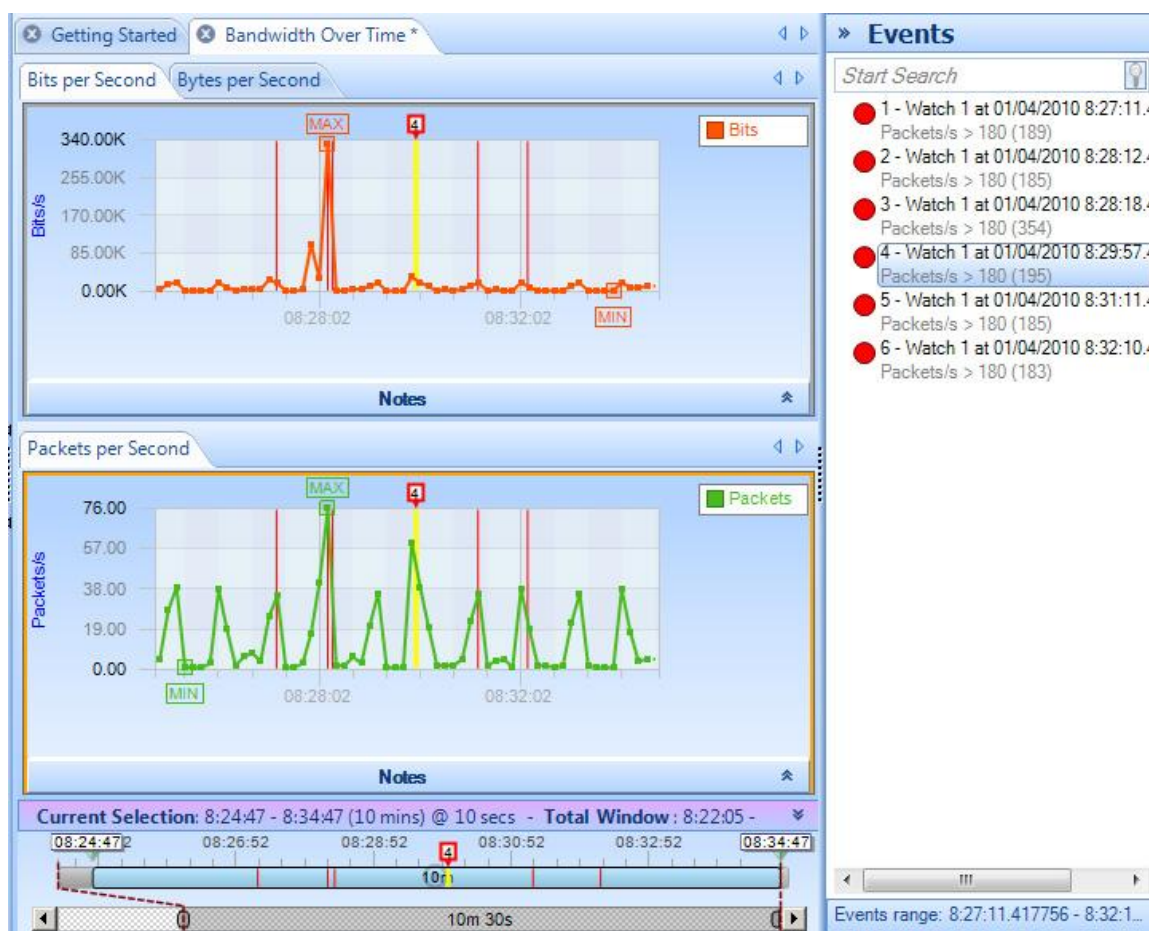 Getting Started
Bandwidth Over Time *
Bits per Second
Bytes per Second
MAX
4
Bits
340.00K
255.00K
170.00K
85.00K
0.00K
Bits/s
08:28:02
08:32:02
MIN
Notes
Packets per Second
MAX
4
Packets
76.00
57.00
38.00
19.00
0.00
Packets/s
MIN
08:28:02
08:32:02
Notes
Current Selection: 8:24:47 - 8:34:47 (10 mins) @ 10 secs - Total Window : 8:22:05 -
08:24:47 2 08:26:52 08:28:52 08:30:52 08:32:52 08:34:47
4
10m
10m 30s
» Events
Start Search
1 - Watch 1 at 01/04/2010 8:27:11.4
Packets/s > 180 (189)
2 - Watch 1 at 01/04/2010 8:28:12.4
Packets/s > 180 (185)
3 - Watch 1 at 01/04/2010 8:28:18.4
Packets/s > 180 (354)
4 - Watch 1 at 01/04/2010 8:29:57.4
Packets/s > 180 (195)
5 - Watch 1 at 01/04/2010 8:31:11.4
Packets/s > 180 (185)
6 - Watch 1 at 01/04/2010 8:32:10.4
Packets/s > 180 (183)
Events range: 8:27:11.417756 - 8:32:1...